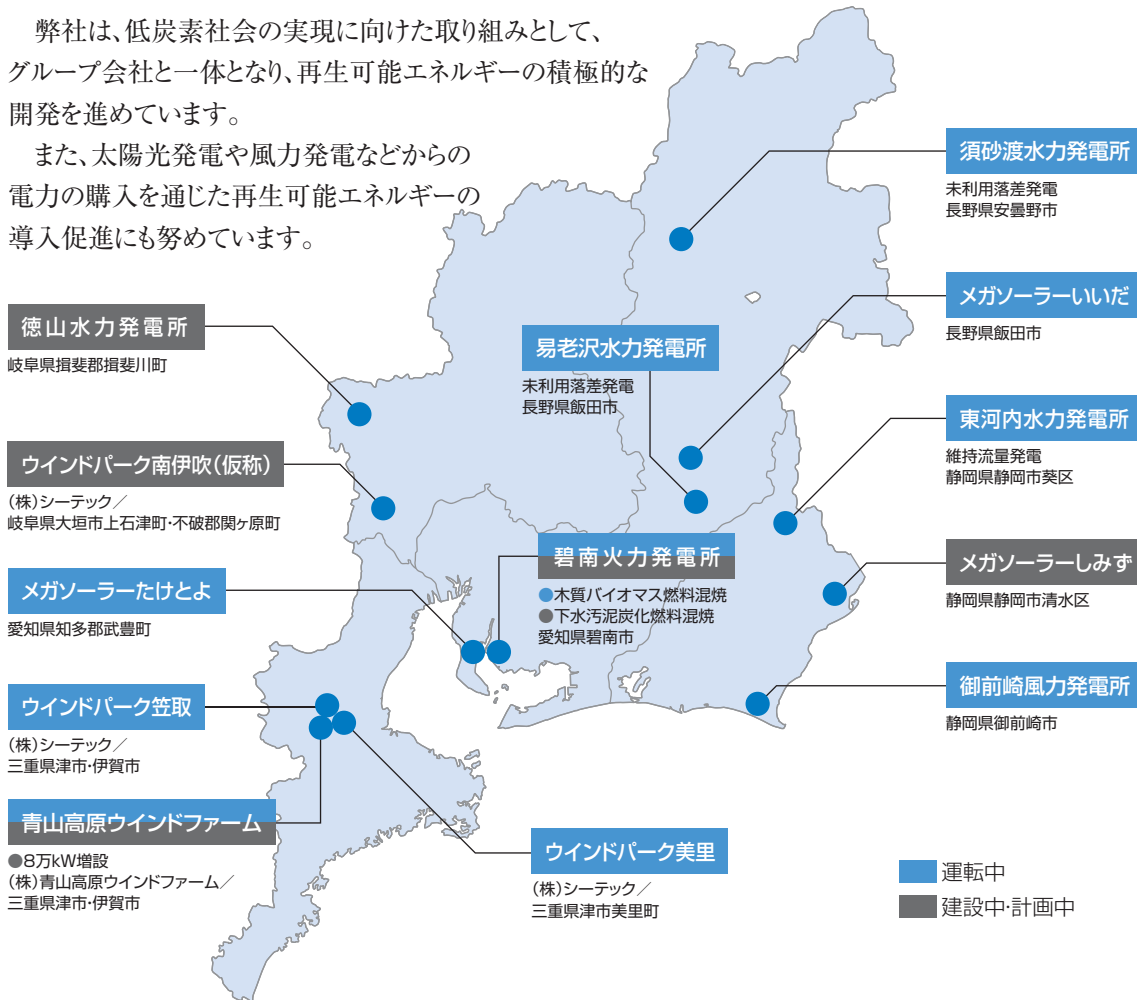 弊社は、低炭素社会の実現に向けた取り組みとして、
グループ会社と一体となり、再生可能エネルギーの積極的な
開発を進めています。
また、太陽光発電や風力発電などからの
電力の購入を通じた再生可能エネルギーの
導入促進にも努めています。
徳山水力発電所
岐阜県揖斐郡揖斐川町
ウインドパーク南伊吹(仮称)
(株)シーテック/
岐阜県大垣市上石津町・不破郡関ヶ原町
メガソーラーたけとよ
愛知県知多郡武豊町
ウインドパーク笠取
(株)シーテック/
三重県津市・伊賀市
青山高原ウインドファーム
●8万kW増設
(株)青山高原ウインドファーム/
三重県津市・伊賀市
易老沢水力発電所
未利用落差発電
長野県飯田市
碧南火力発電所
●木質バイオマス燃料混焼
●下水汚泥炭化燃料混焼
愛知県碧南市
ウインドパーク美里
(株)シーテック/
三重県津市美里町
須砂渡水力発電所
未利用落差発電
長野県安曇野市
メガソーラーいいだ
長野県飯田市
東河内水力発電所
維持流量発電
静岡県静岡市葵区
メガソーラーしみず
静岡県静岡市清水区
御前崎風力発電所
静岡県御前崎市
運転中
建設中・計画中